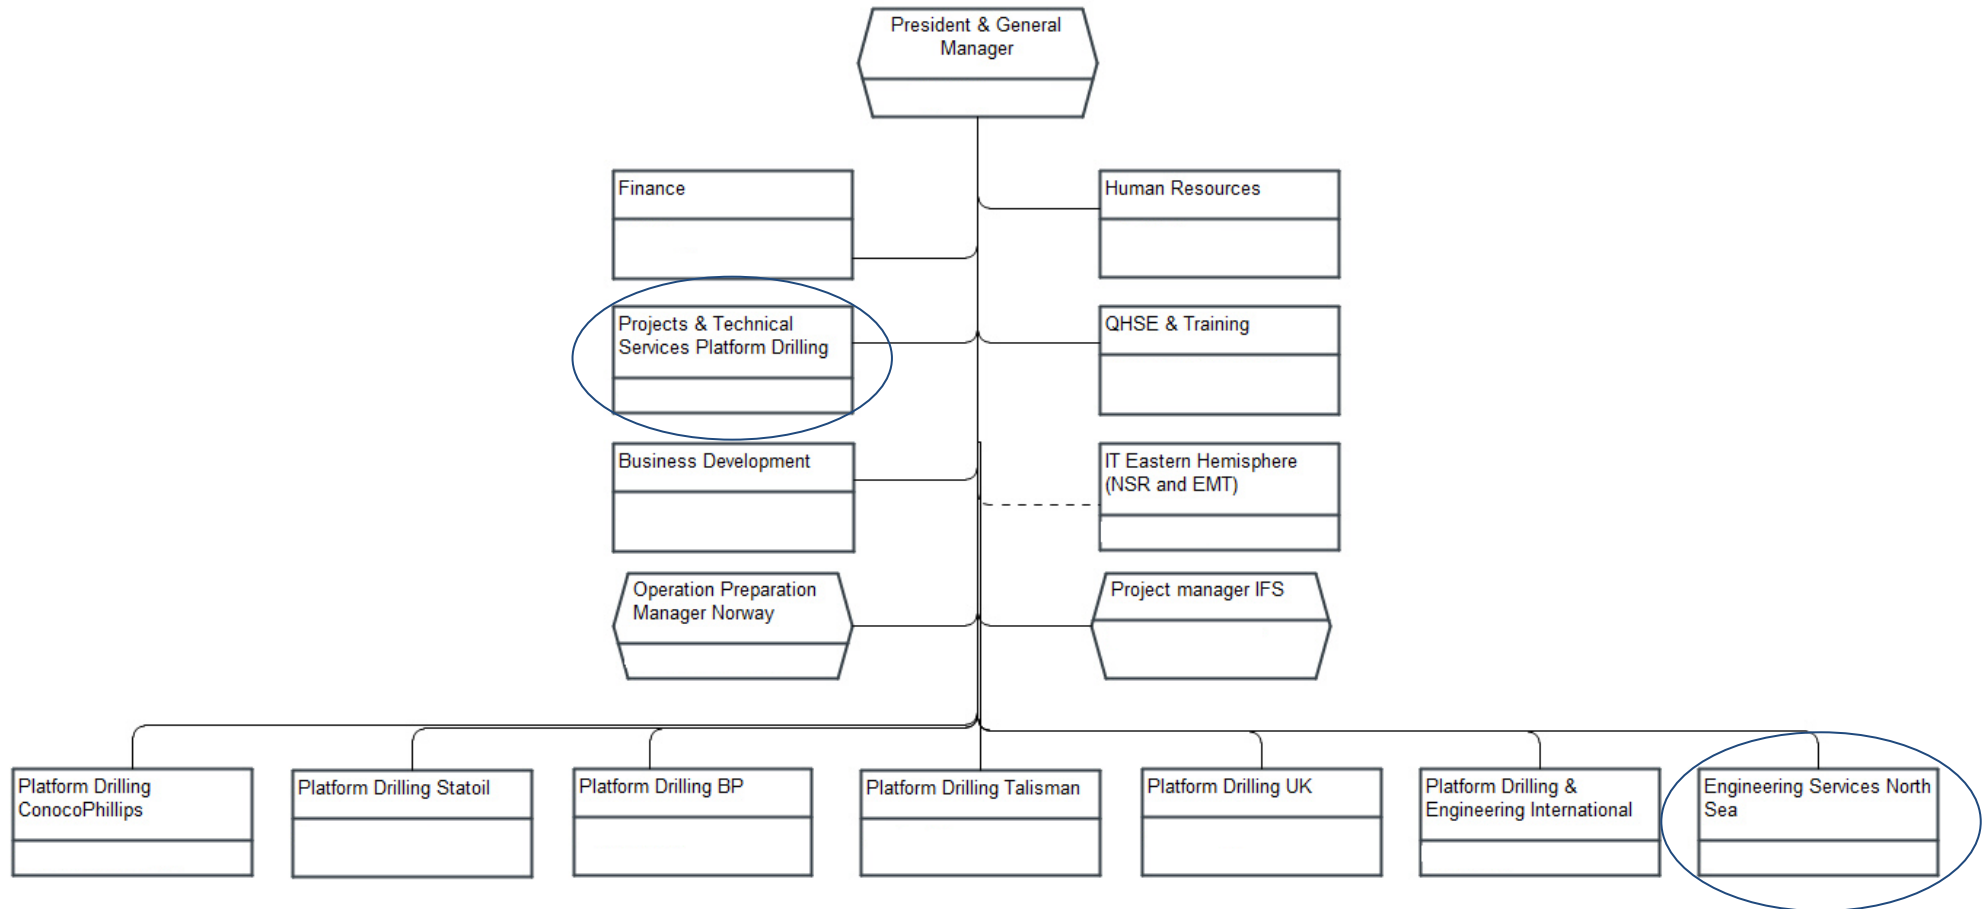 President & General
Manager
Finance
Human Resources
Projects & Technical
Services Platform Drilling
QHSE & Training
Business Development
IT Eastern Hemisphere
(NSR and EMT)
Operation Preparation
Manager Norway
Project manager IFS
Platform Drilling
ConocoPhillips
Platform Drilling Statoil
Platform Drilling BP
Platform Drilling Talisman
Platform Drilling UK
Platform Drilling &
Engineering International
Engineering Services North
Sea